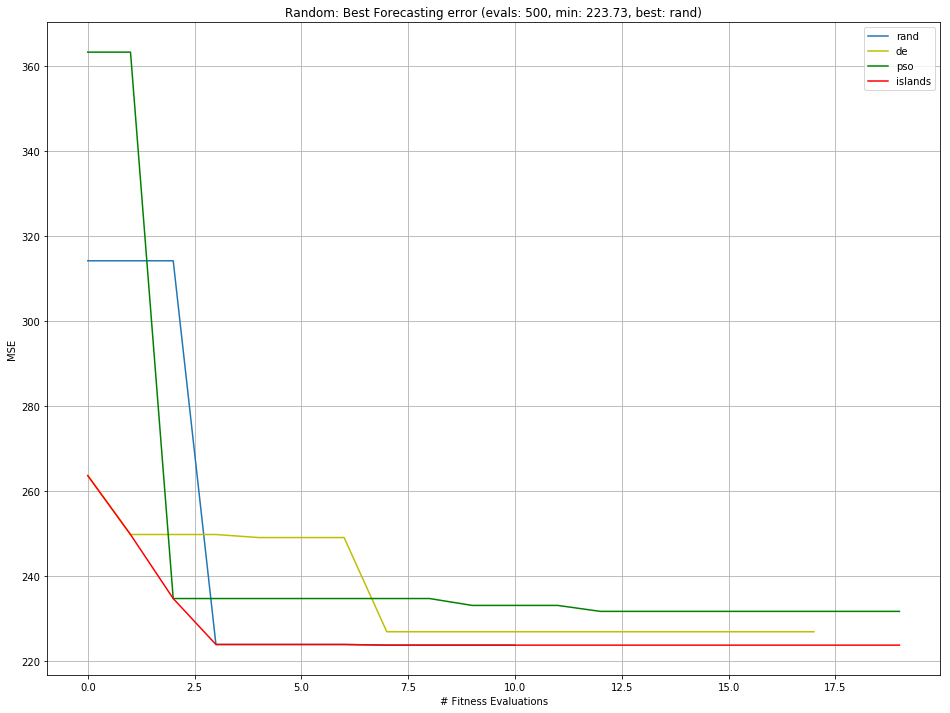 Random: Best Forecasting error (evals: 500, min: 223.73, best: rand)
rand
de
pso
islands
MSE
360
340
320
300
280
260
240
220
0.0 2.5 5.0 7.5 10.0 12.5 15.0 17.5
# Fitness Evaluations